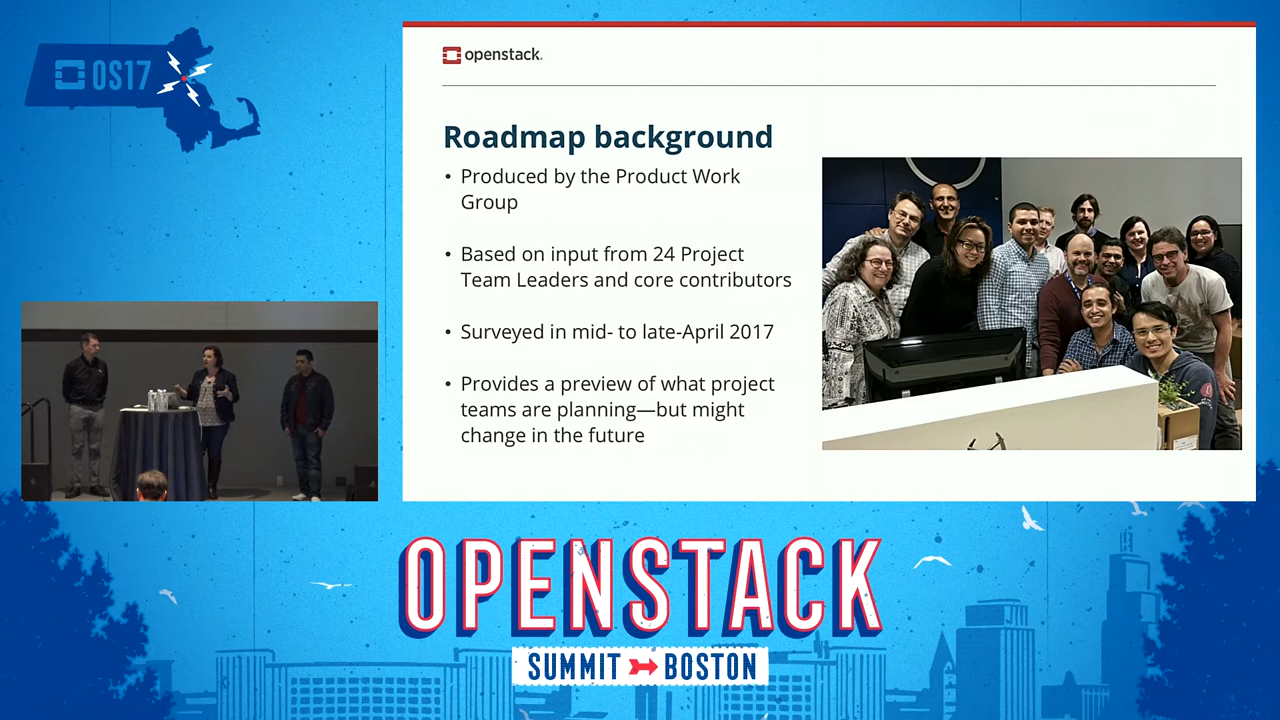 OS17
openstack.
Roadmap background
• Produced by the Product Work
Group
• Based on input from 24 Project
Team Leaders and core contributors
• Surveyed in mid- to late-April 2017
• Provides a preview of what project
teams are planning—but might
change in the future
OPENSTACK
SUMMIT BOSTON